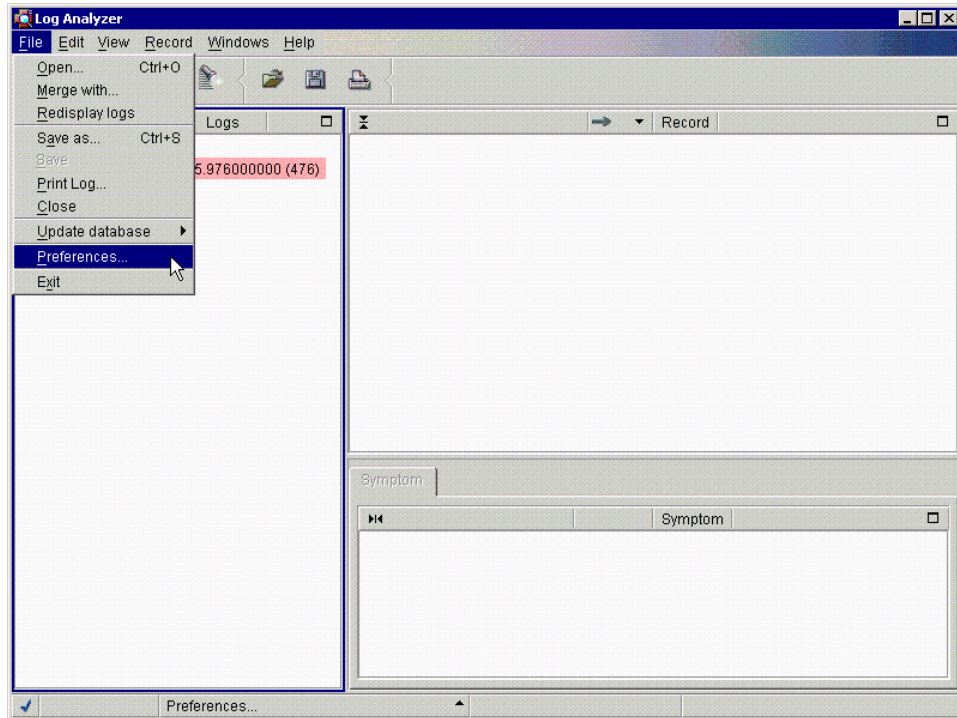 Log Analyzer
File Edit View Record Windows Help
Open... Ctrl+O
Merge with...
Redisplay logs
Save as... Ctrl+S
Save
Print Log...
Close
Update database
Preferences...
Exit
Logs
5.976000000 (476)
Record
Symptom
Symptom
Preferences...